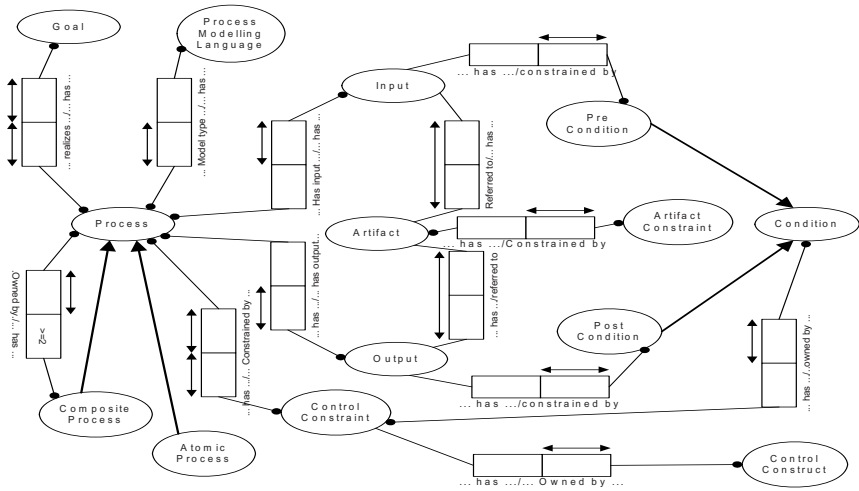 Goal
Process
Modelling
Language
... realizes .../... has ...
... Model type .../... has ...
... has .../constrained by
Input
Pre
Condition
... Has input .../... has ...
Referred to/... has ...
Process
Artifact
... has .../Constrained by
Artifact
Constraint
Condition
..Owned by./... has ...
>=2
... has .../... has output...
... has .../referred to
... has .../... Constrained by ...
Post
Condition
... has .../..owned by ...
Output
... has .../constrained by
Composite
Process
Control
Constraint
Atomic
Process
Control
Construct
... has .../... Owned by ...